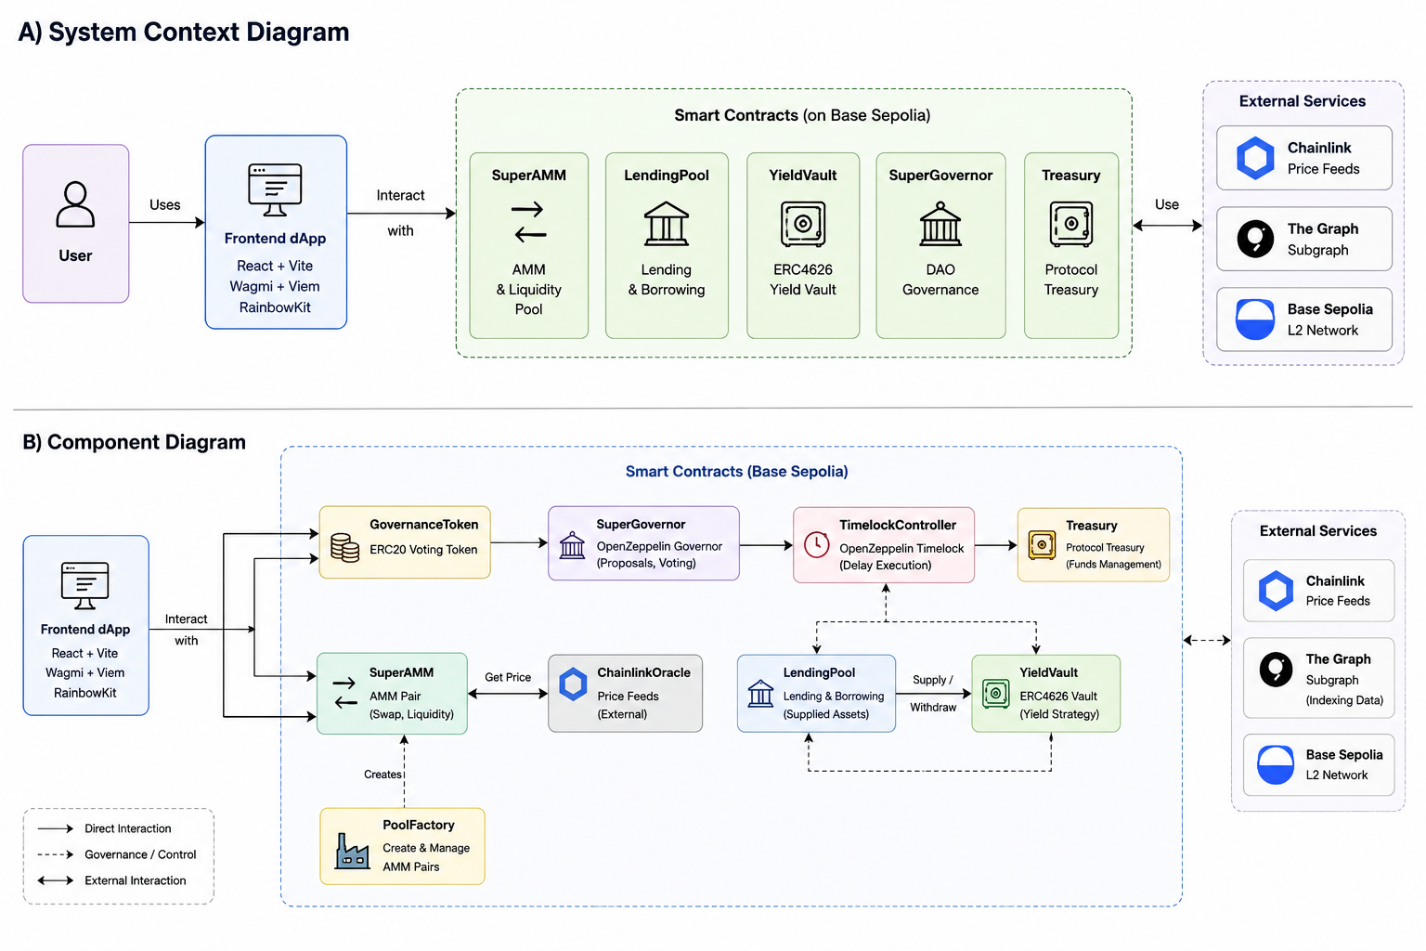 A) System Context Diagram
User
Uses
Frontend dApp
React + Vite
Wagmi + Viem
RainbowKit
Interact
with
Smart Contracts (on Base Sepolia)
SuperAMM
AMM
& Liquidity
Pool
LendingPool
Lending
& Borrowing
YieldVault
ERC4626
Yield Vault
SuperGovernor
DAO
Governance
Treasury
Protocol
Treasury
Use
External Services
Chainlink
Price Feeds
The Graph
Subgraph
Base Sepolia
L2 Network
B) Component Diagram
Smart Contracts (Base Sepolia)
Frontend dApp
React + Vite
Wagmi + Viem
RainbowKit
Interact
with
GovernanceToken
ERC20 Voting Token
SuperGovernor
OpenZeppelin Governor
(Proposals, Voting)
TimelockController
OpenZeppelin Timelock
(Delay Execution)
Treasury
Protocol Treasury
(Funds Management)
SuperAMM
AMM Pair
(Swap, Liquidity)
Get Price
ChainlinkOracle
Price Feeds
(External)
LendingPool
Lending & Borrowing
(Supplied Assets)
Supply /
Withdraw
YieldVault
ERC4626 Vault
(Yield Strategy)
Creates
PoolFactory
Create & Manage
AMM Pairs
External Services
Chainlink
Price Feeds
The Graph
Subgraph
(Indexing Data)
Base Sepolia
L2 Network
Direct Interaction
Governance / Control
External Interaction